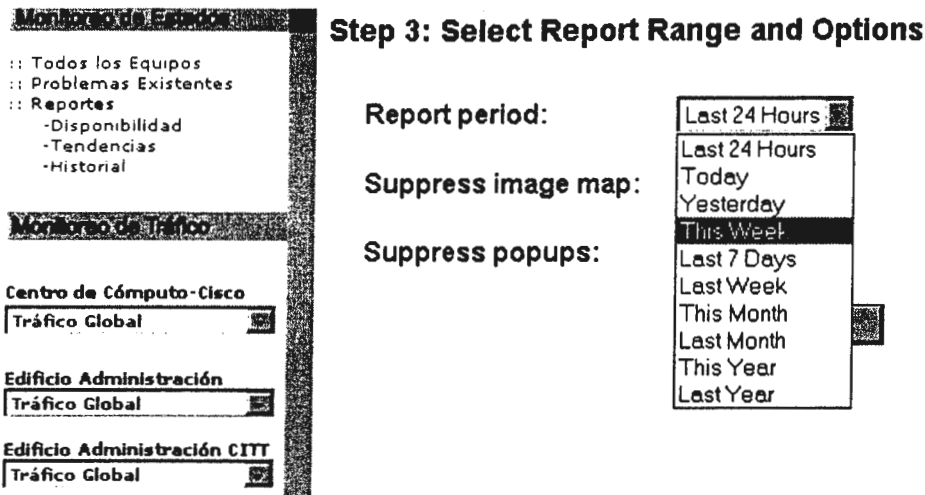 Monitoreo de Estados
:: Todos los Equipos
:: Problemas Existentes
:: Reportes
-Disponibilidad
-Tendencias
-Historial
Monitoreo de Tráfico
Centro de Cómputo-Cisco
Tráfico Global
Edificio Administración
Tráfico Global
Edificio Administración CITT
Tráfico Global
Step 3: Select Report Range and Options
Report period:
Last 24 Hours
Last 24 Hours
Today
Yesterday
This Week
Last 7 Days
Last Week
This Month
Last Month
This Year
Last Year
Suppress image map:
Suppress popups: